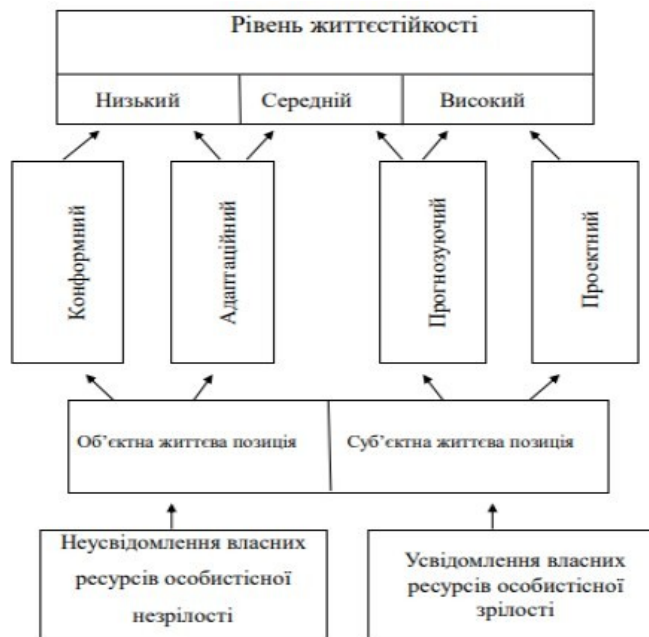 Рівень життєстійкості
Низький
Середній
Високий
Конформний
Адаптаційний
Прогнозуючий
Проектний
Об’єктна життєва позиція
Суб’єктна життєва позиція
Неусвідомлення власних
ресурсів особистісної
незрілості
Усвідомлення власних
ресурсів особистісної
зрілості